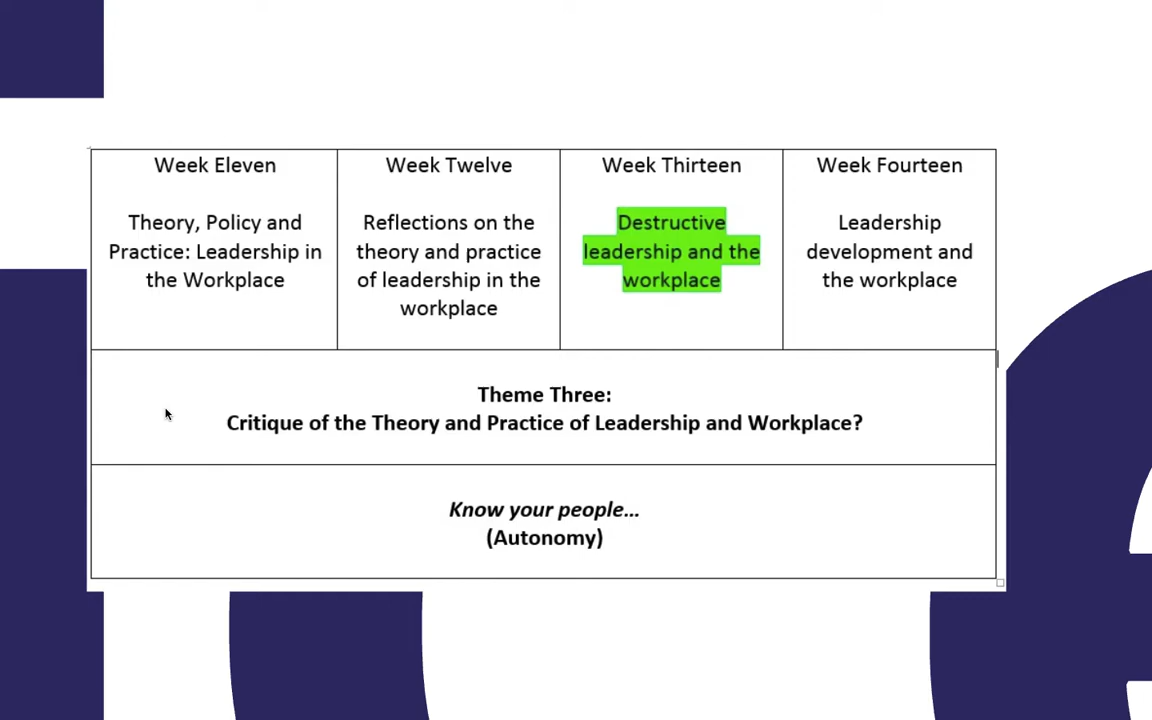 Week Eleven
Theory, Policy and
Practice: Leadership in
the Workplace
Week Twelve
Reflections on the
theory and practice
of leadership in the
workplace
Week Thirteen
Destructive
leadership and the
workplace
Week Fourteen
Leadership
development and
the workplace
Theme Three:
Critique of the Theory and Practice of Leadership and Workplace?
Know your people…
(Autonomy)